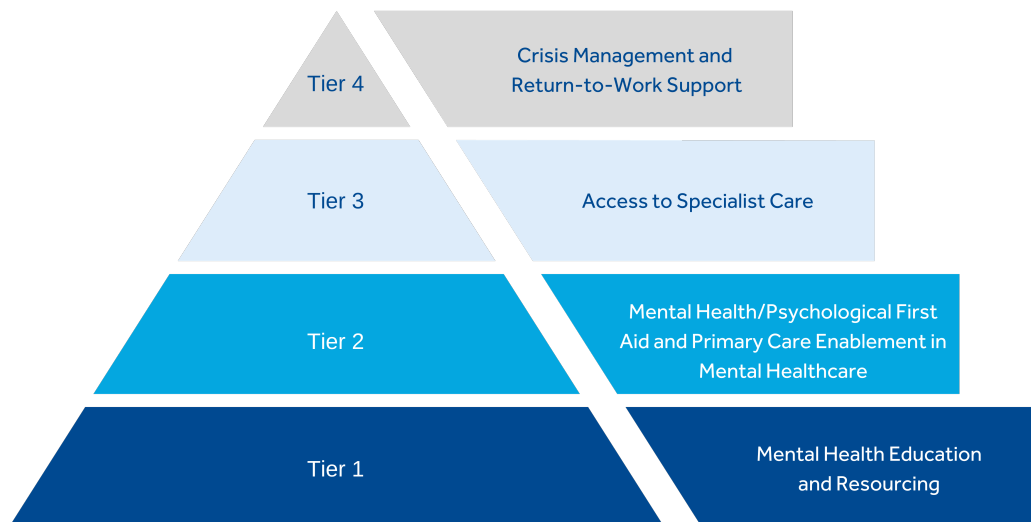 Tier 4
Crisis Management and
Return-to-Work Support
Tier 3
Access to Specialist Care
Tier 2
Mental Health/Psychological First
Aid and Primary Care Enablement in
Mental Healthcare
Tier 1
Mental Health Education
and Resourcing